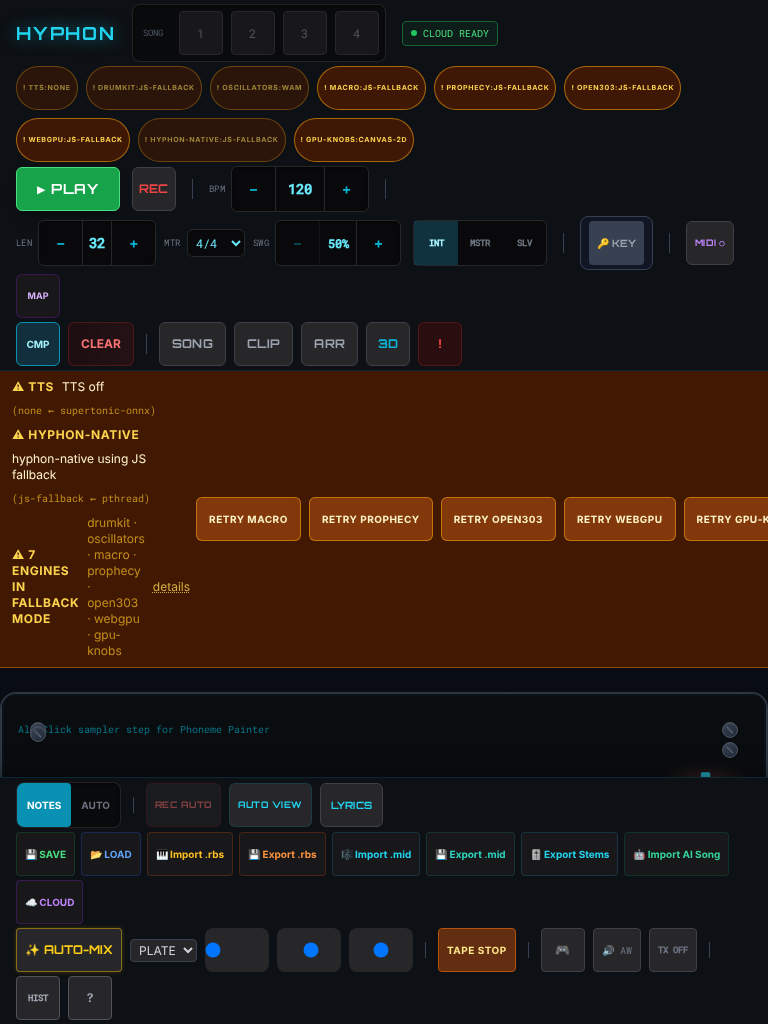 HYPHON SONG 1 2 3 4 CLOUD READY
! TTS:NONE ! DRUMKIT:JS-FALLBACK ! OSCILLATORS:WAM ! MACRO:JS-FALLBACK ! PROPHECY:JS-FALLBACK ! OPEN303:JS-FALLBACK
! WEBGPU:JS-FALLBACK ! HYPHON-NATIVE:JS-FALLBACK ! GPU-KNOBS:CANVAS-2D
▶ PLAY REC BPM − 120 +
LEN − 32 + MTR 4/4 SWG − 50% + INT MSTR SLV 🔑 KEY MIDI ○
MAP
CMP CLEAR SONG CLIP ARR 3D !
⚠ TTS TTS off
(none ← supertonic-onnx)
⚠ HYPHON-NATIVE
hyphon-native using JS
fallback
(js-fallback ← pthread)
RETRY MACRO RETRY PROPHECY RETRY OPEN303 RETRY WEBGPU RETRY GPU-K
⚠ 7
ENGINES
IN
FALLBACK
MODE
drumkit ·
oscillators
· macro ·
prophecy
·
open303
· webgpu
· gpu-
knobs
details
Click sampler step for Phoneme Painter
NOTES AUTO REC AUTO AUTO VIEW LYRICS
💾 SAVE 📂 LOAD 🎹 Import .rbs 💾 Export .rbs 🎼 Import .mid 💾 Export .mid 🎚 Export Stems 🤖 Import AI Song
☁ CLOUD
✨ AUTO-MIX PLATE TAPE STOP 🎮 🔊 AW TX OFF
HIST ?